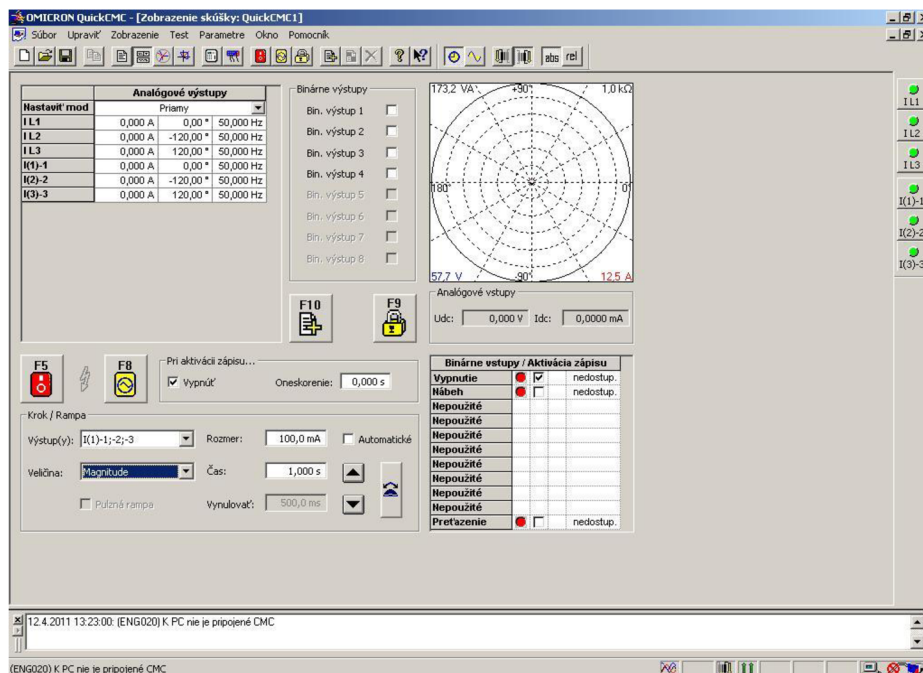 OMICRON QuickCMC - [Zobrazenie skúšky: QuickCMC1]
Súbor Upraviť Zobrazenie Test Parametre Okno Pomocník
abs rel
Analógové výstupy
Nastaviť mod Priamy
I L1 0,000 A 0,00 ° 50,000 Hz
I L2 0,000 A -120,00 ° 50,000 Hz
I L3 0,000 A 120,00 ° 50,000 Hz
I(1)-1 0,000 A 0,00 ° 50,000 Hz
I(2)-2 0,000 A -120,00 ° 50,000 Hz
I(3)-3 0,000 A 120,00 ° 50,000 Hz
Binárne výstupy
Bin. výstup 1
Bin. výstup 2
Bin. výstup 3
Bin. výstup 4
Bin. výstup 5
Bin. výstup 6
Bin. výstup 7
Bin. výstup 8
173,2 VA +90° 1,0 kΩ
180° 0°
57,7 V -90° 12,5 A
I L1
I L2
I L3
I(1)-1
I(2)-2
I(3)-3
F10
F9
Analógové vstupy
Udc: 0,000 V Idc: 0,0000 mA
F5
F8
Pri aktivácii zápisu...
Vypnúť Oneskorenie: 0,000 s
Krok / Rampa
Výstup(y): I(1)-1;-2;-3 Rozmer: 100,0 mA Automatické
Veličina: Magnitude Čas: 1,000 s
Pulzná rampa Vynulovať: 500,0 ms
Binárne vstupy / Aktivácia zápisu
Vypnutie nedostup.
Nábeh nedostup.
Nepoužité
Nepoužité
Nepoužité
Nepoužité
Nepoužité
Nepoužité
Nepoužité
Nepoužité
Preťazenie nedostup.
12.4.2011 13:23:00: (ENG020) K PC nie je pripojené CMC
(ENG020) K PC nie je pripojené CMC